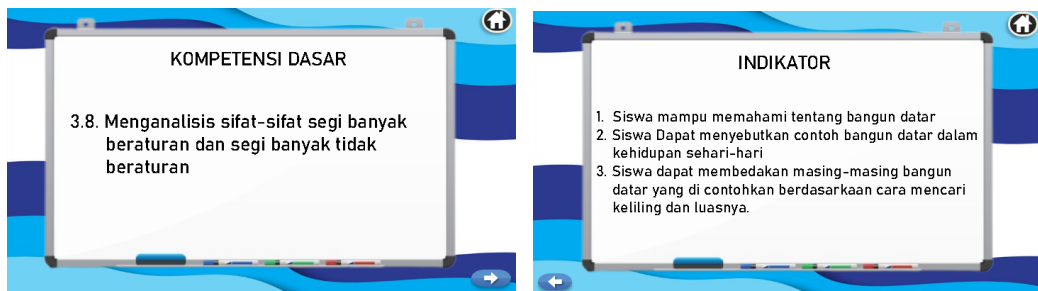 KOMPETENSI DASAR
3.8. Menganalisis sifat-sifat segi banyak
beraturan dan segi banyak tidak
beraturan
INDIKATOR
1. Siswa mampu memahami tentang bangun datar
2. Siswa Dapat menyebutkan contoh bangun datar dalam
kehidupan sehari-hari
3. Siswa dapat membedakan masing-masing bangun
datar yang di contohkan berdasarkaan cara mencari
keliling dan luasnya.